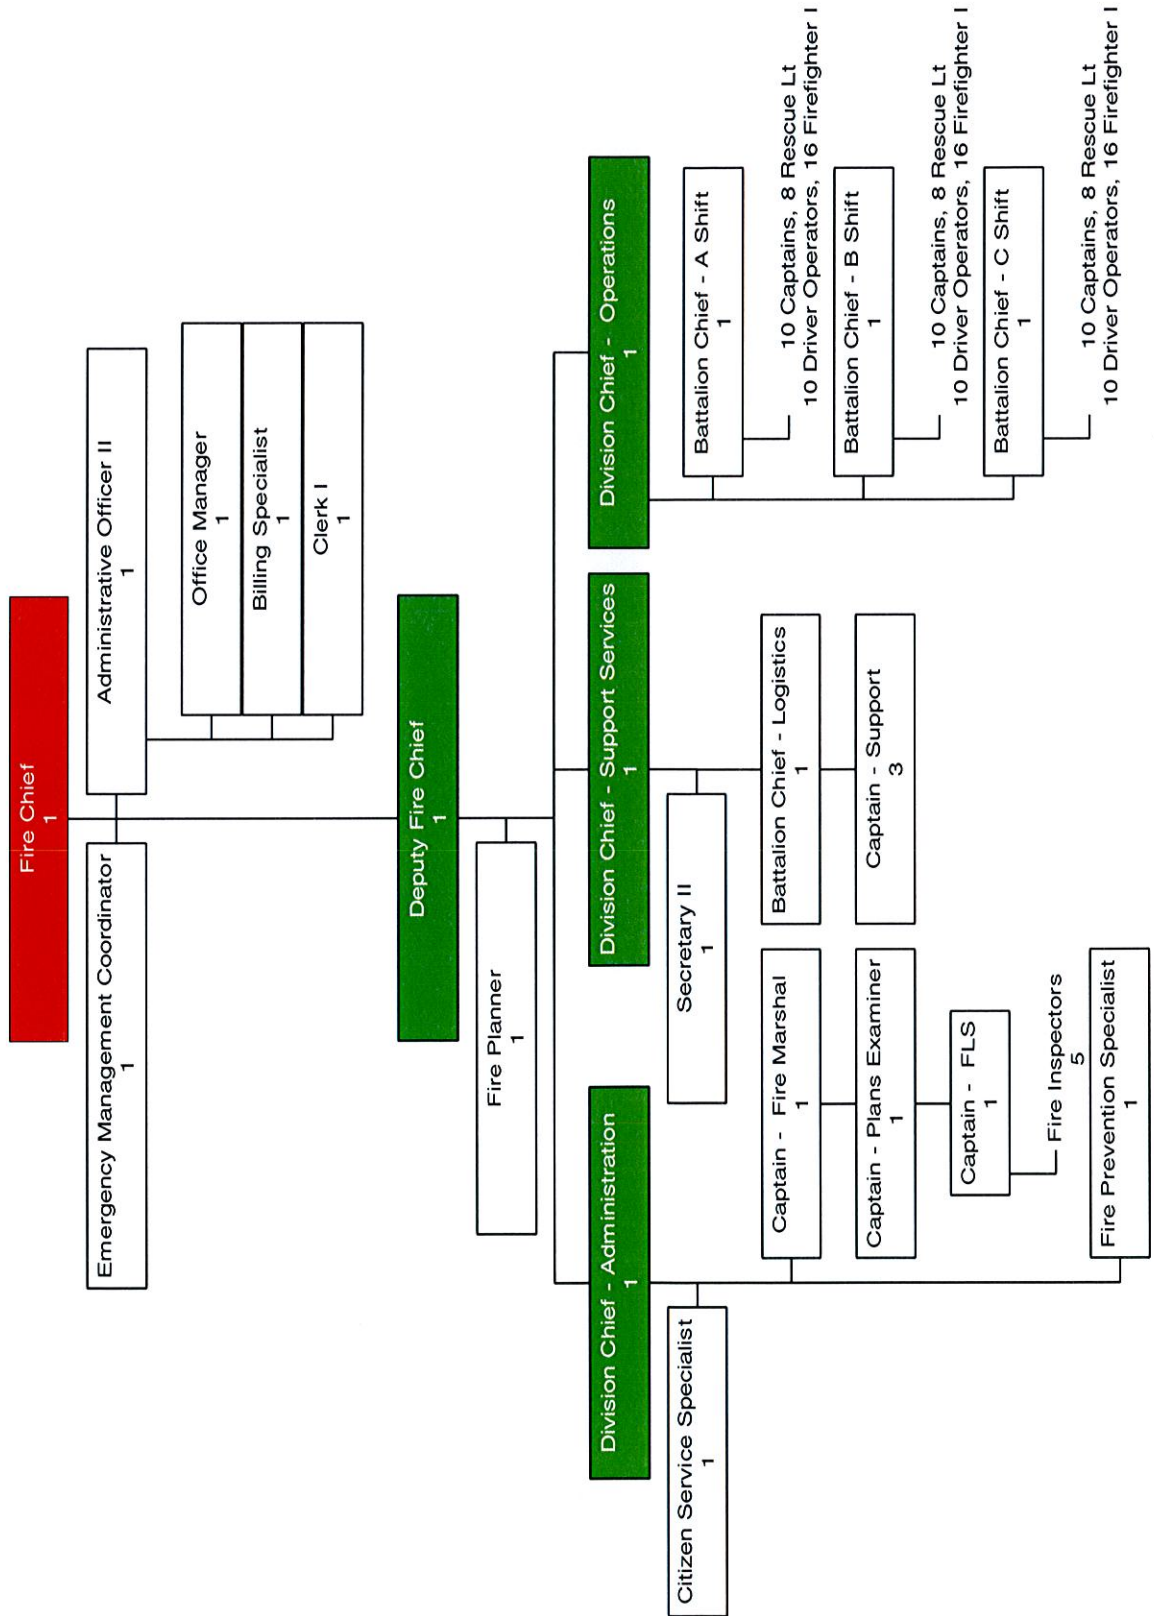 Fire Chief
1
Emergency Management Coordinator
1
Administrative Officer II
1
Office Manager
1
Billing Specialist
1
Clerk I
1
Deputy Fire Chief
1
Fire Planner
1
Division Chief - Administration
1
Division Chief - Support Services
1
Division Chief - Operations
1
Citizen Service Specialist
1
Captain - Fire Marshal
1
Captain - Plans Examiner
1
Captain - FLS
1
Fire Inspectors
5
Fire Prevention Specialist
1
Secretary II
1
Battalion Chief - Logistics
1
Captain - Support
3
Battalion Chief - A Shift
1
10 Captains, 8 Rescue Lt
10 Driver Operators, 16 Firefighter I
Battalion Chief - B Shift
1
10 Captains, 8 Rescue Lt
10 Driver Operators, 16 Firefighter I
Battalion Chief - C Shift
1
10 Captains, 8 Rescue Lt
10 Driver Operators, 16 Firefighter I